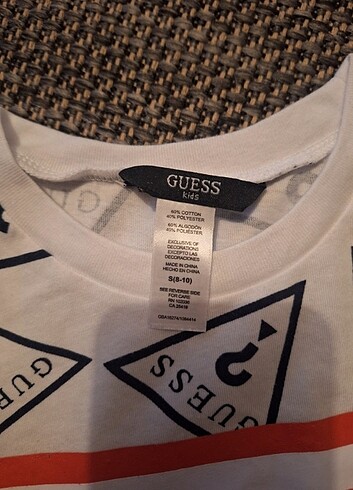 GUESS
kids
60% COTTON
40% POLYESTER
60% ALGODÓN
40% POLIÉSTER
EXCLUSIVE OF
DECORATIONS
EXCEPTO LAS
DECORACIONES
MADE IN CHINA
HECHO EN CHINA
S(8-10)
SEE REVERSE SIDE
FOR CARE
GUESS
?